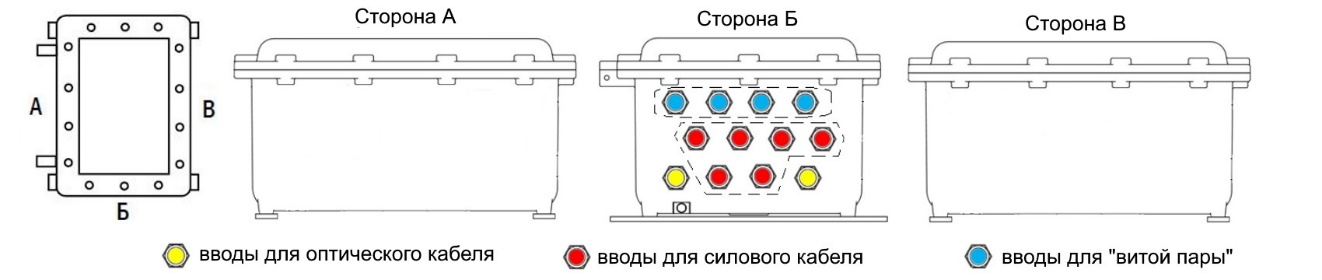 Сторона А
Сторона Б
Сторона В
А
В
Б
вводы для оптического кабеля
вводы для силового кабеля
вводы для "витой пары"